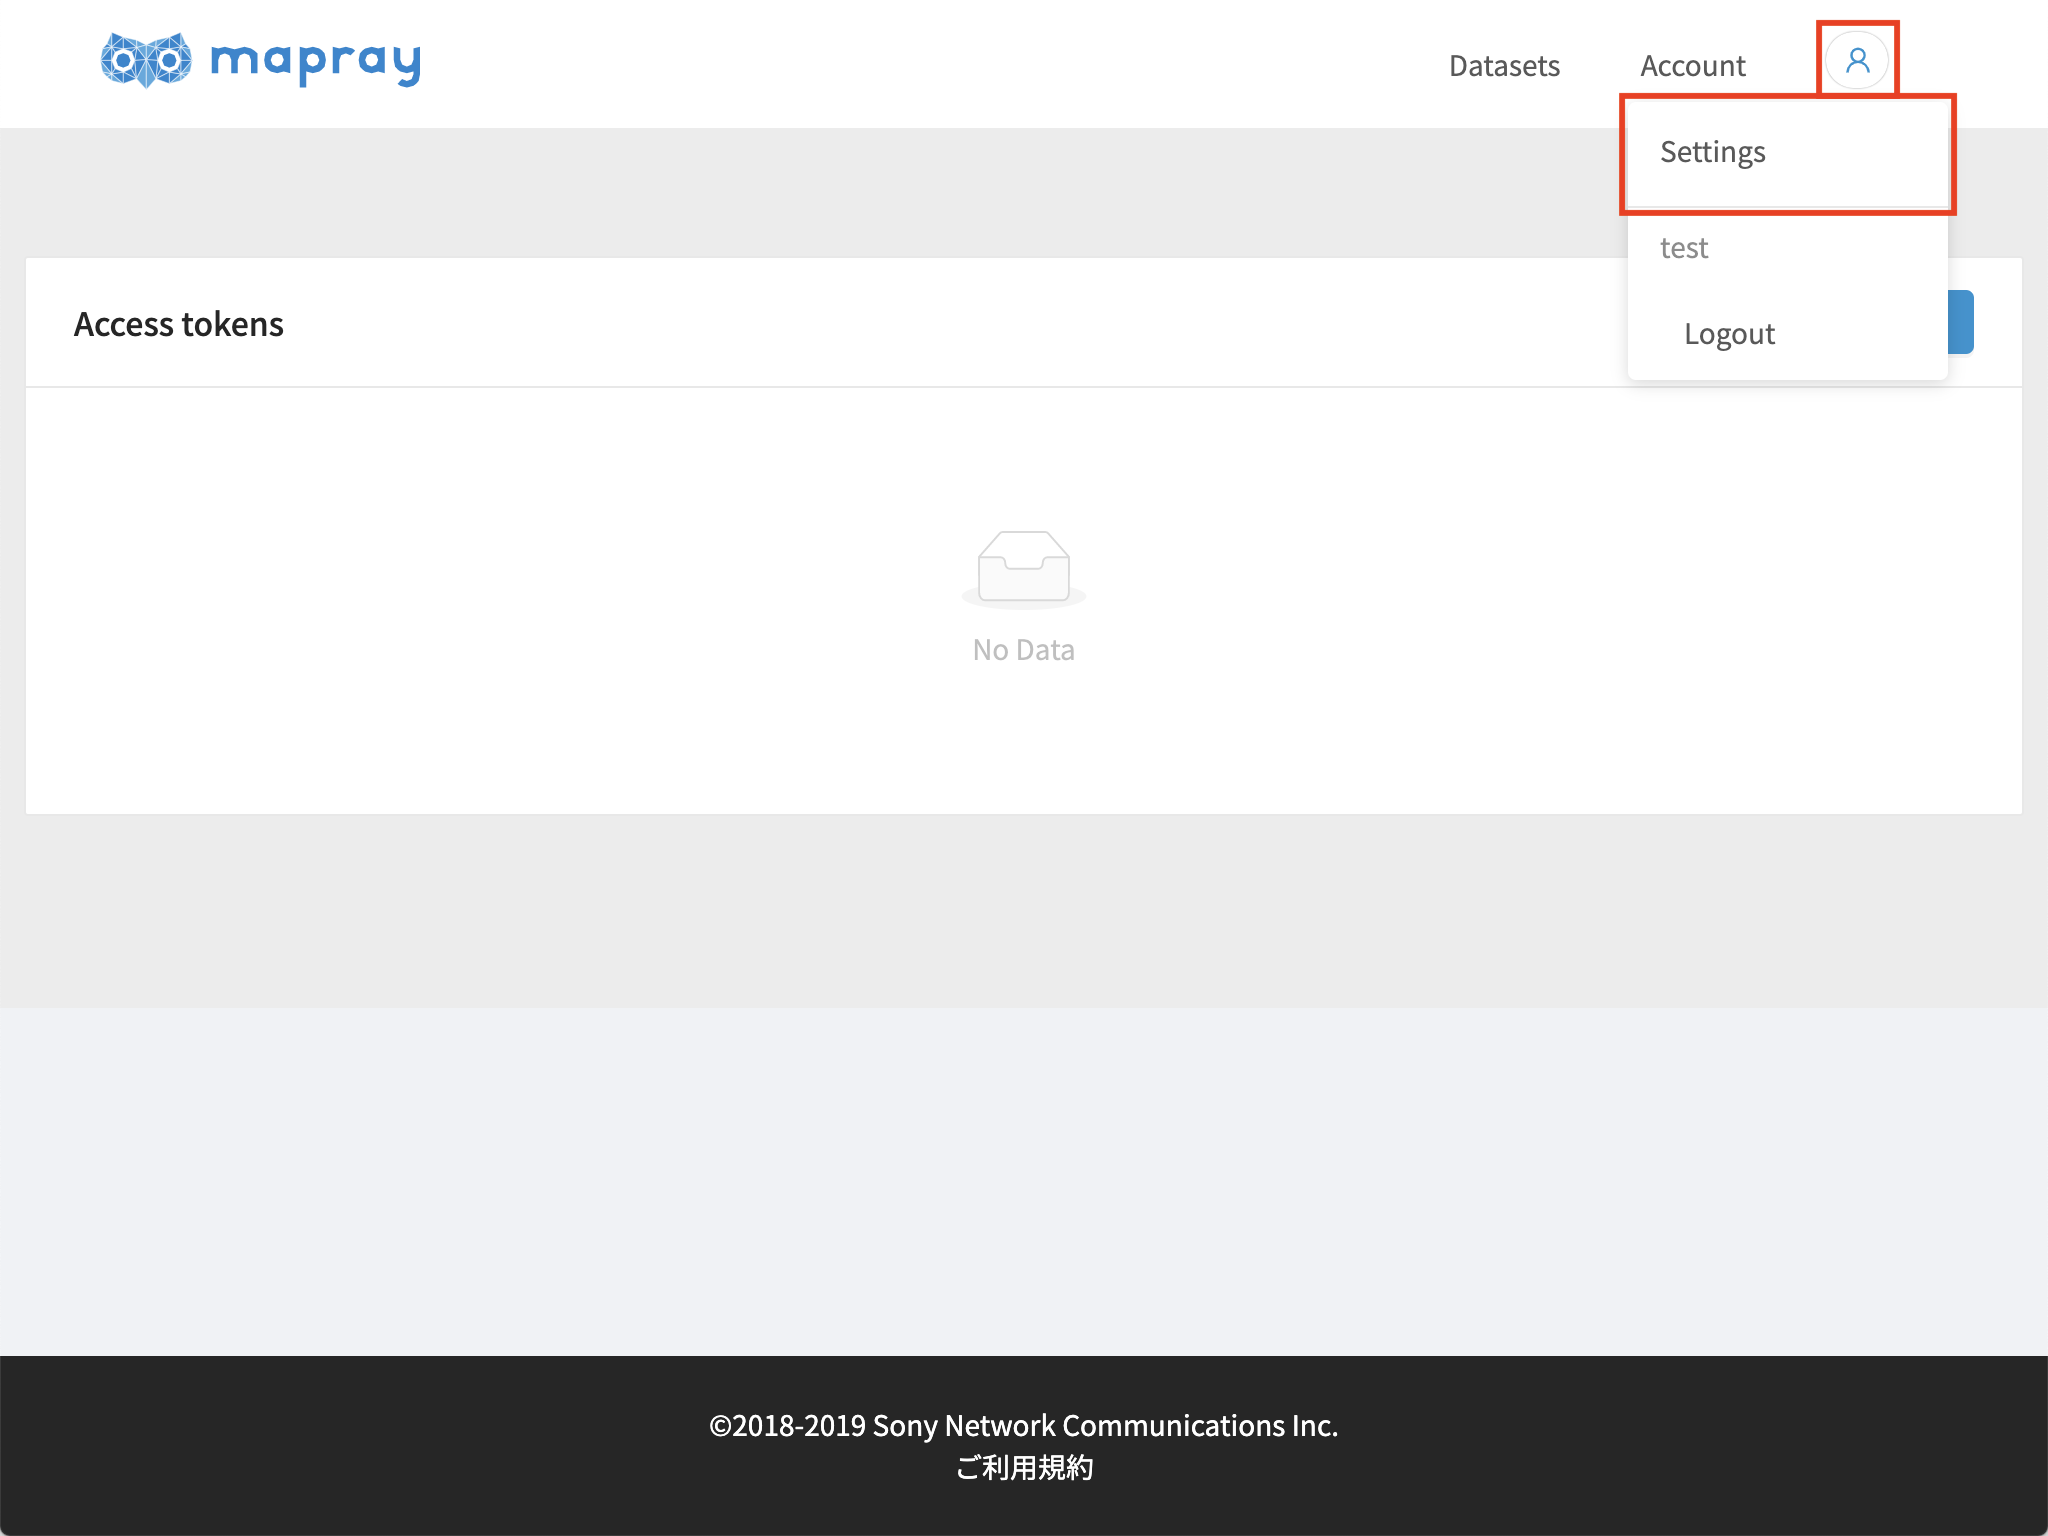 mapray
Datasets
Account
Settings
test
Logout
Access tokens
No Data
©2018-2019 Sony Network Communications Inc.
ご利用規約